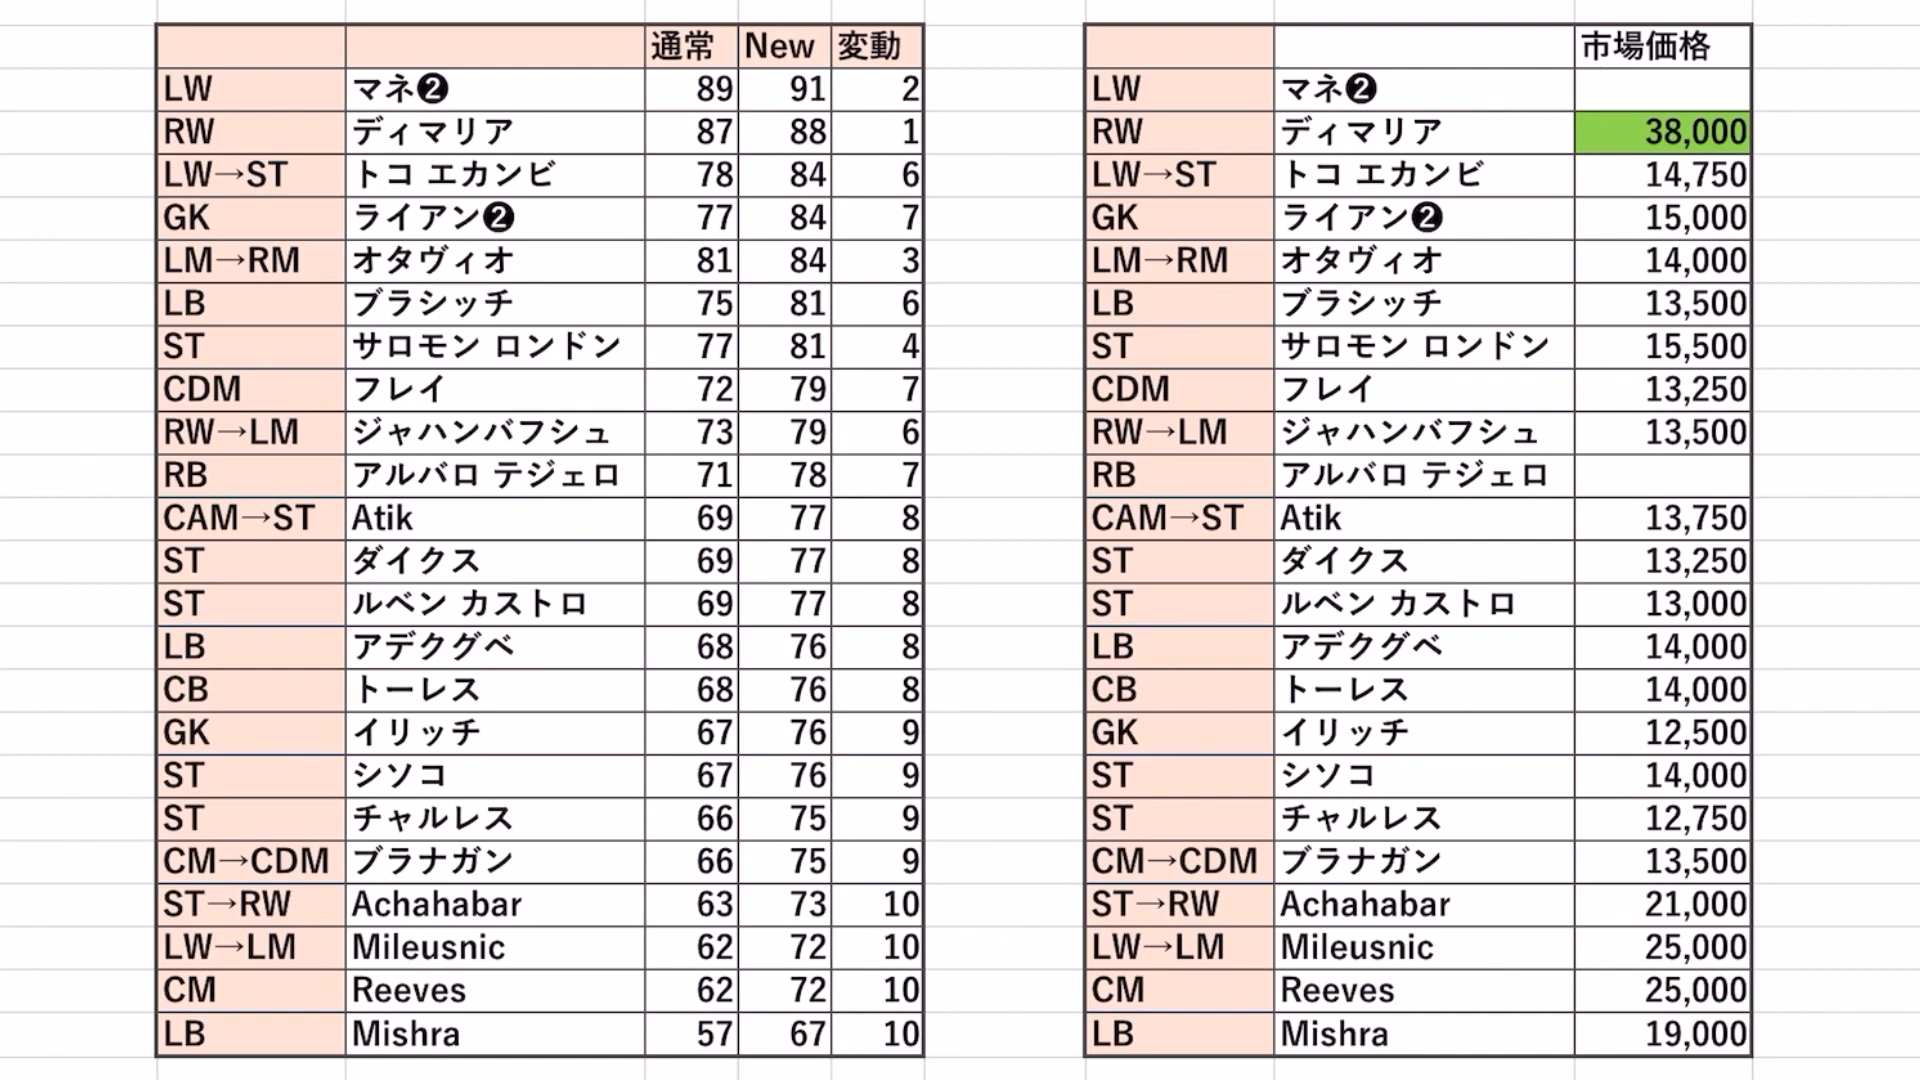 通常 New 変動
LW マネ❷ 89 91 2
RW ディマリア 87 88 1
LW→ST トコ エカンビ 78 84 6
GK ライアン❷ 77 84 7
LM→RM オタヴィオ 81 84 3
LB ブラシッチ 75 81 6
ST サロモン ロンドン 77 81 4
CDM フレイ 72 79 7
RW→LM ジャハンバフシュ 73 79 6
RB アルバロ テジェロ 71 78 7
CAM→ST Atik 69 77 8
ST ダイクス 69 77 8
ST ルベン カストロ 69 77 8
LB アデクグベ 68 76 8
CB トーレス 68 76 8
GK イリッチ 67 76 9
ST シソコ 67 76 9
ST チャルレス 66 75 9
CM→CDM ブラナガン 66 75 9
ST→RW Achahabar 63 73 10
LW→LM Mileusnic 62 72 10
CM Reeves 62 72 10
LB Mishra 57 67 10
市場価格
LW マネ❷
RW ディマリア 38,000
LW→ST トコ エカンビ 14,750
GK ライアン❷ 15,000
LM→RM オタヴィオ 14,000
LB ブラシッチ 13,500
ST サロモン ロンドン 15,500
CDM フレイ 13,250
RW→LM ジャハンバフシュ 13,500
RB アルバロ テジェロ
CAM→ST Atik 13,750
ST ダイクス 13,250
ST ルベン カストロ 13,000
LB アデクグベ 14,000
CB トーレス 14,000
GK イリッチ 12,500
ST シソコ 14,000
ST チャルレス 12,750
CM→CDM ブラナガン 13,500
ST→RW Achahabar 21,000
LW→LM Mileusnic 25,000
CM Reeves 25,000
LB Mishra 19,000